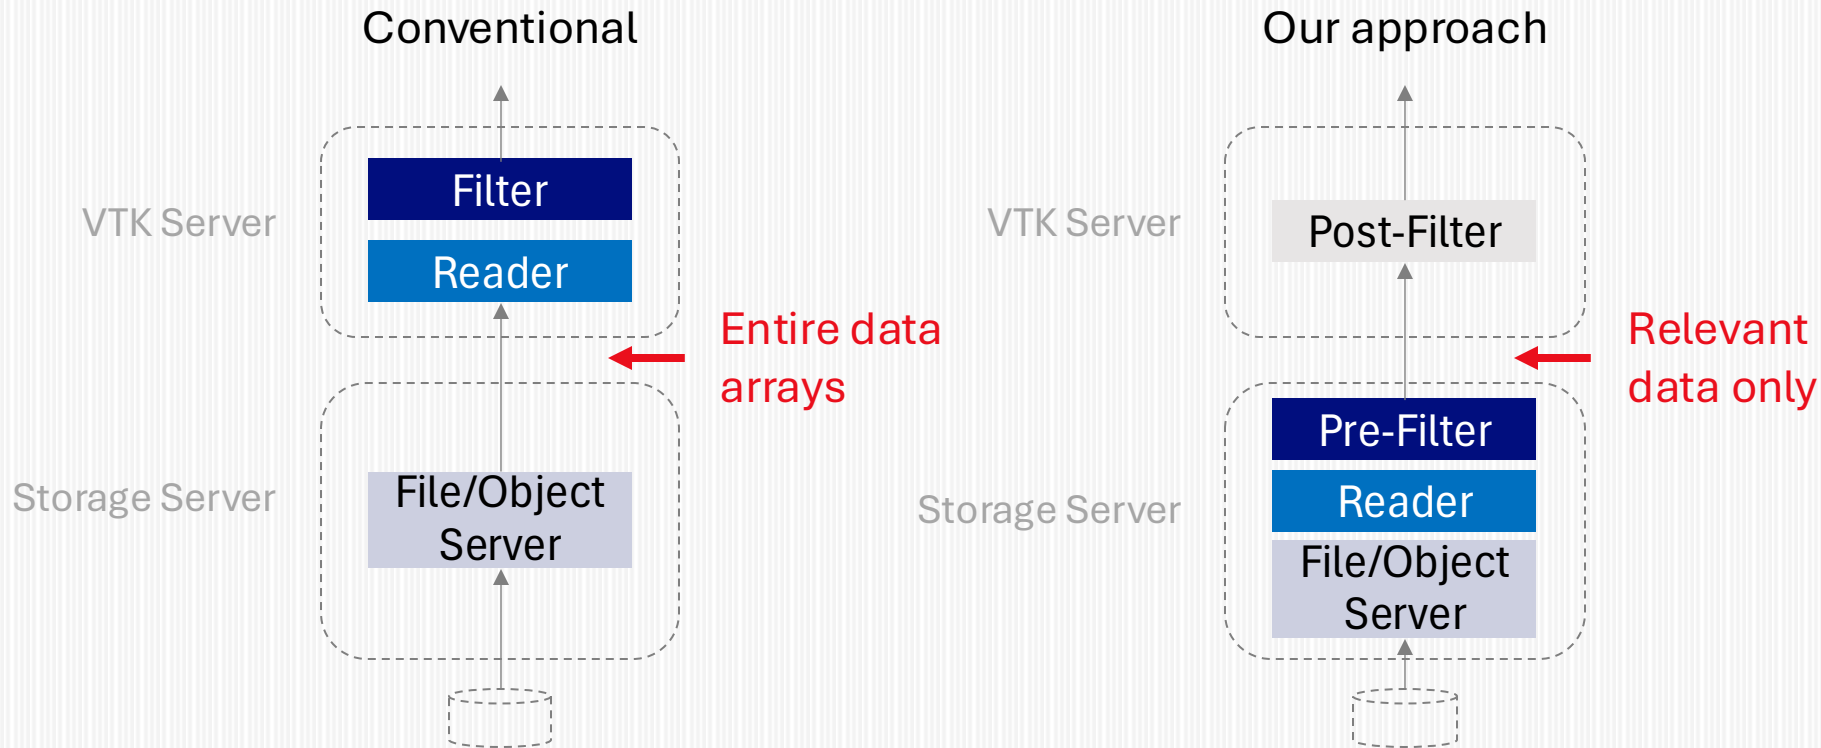 Conventional
Filter
VTK Server
Reader
Entire data
arrays
File/Object
Server
Storage Server
Our approach
VTK Server
Post-Filter
Relevant
data only
Pre-Filter
Reader
Storage Server
File/Object
Server